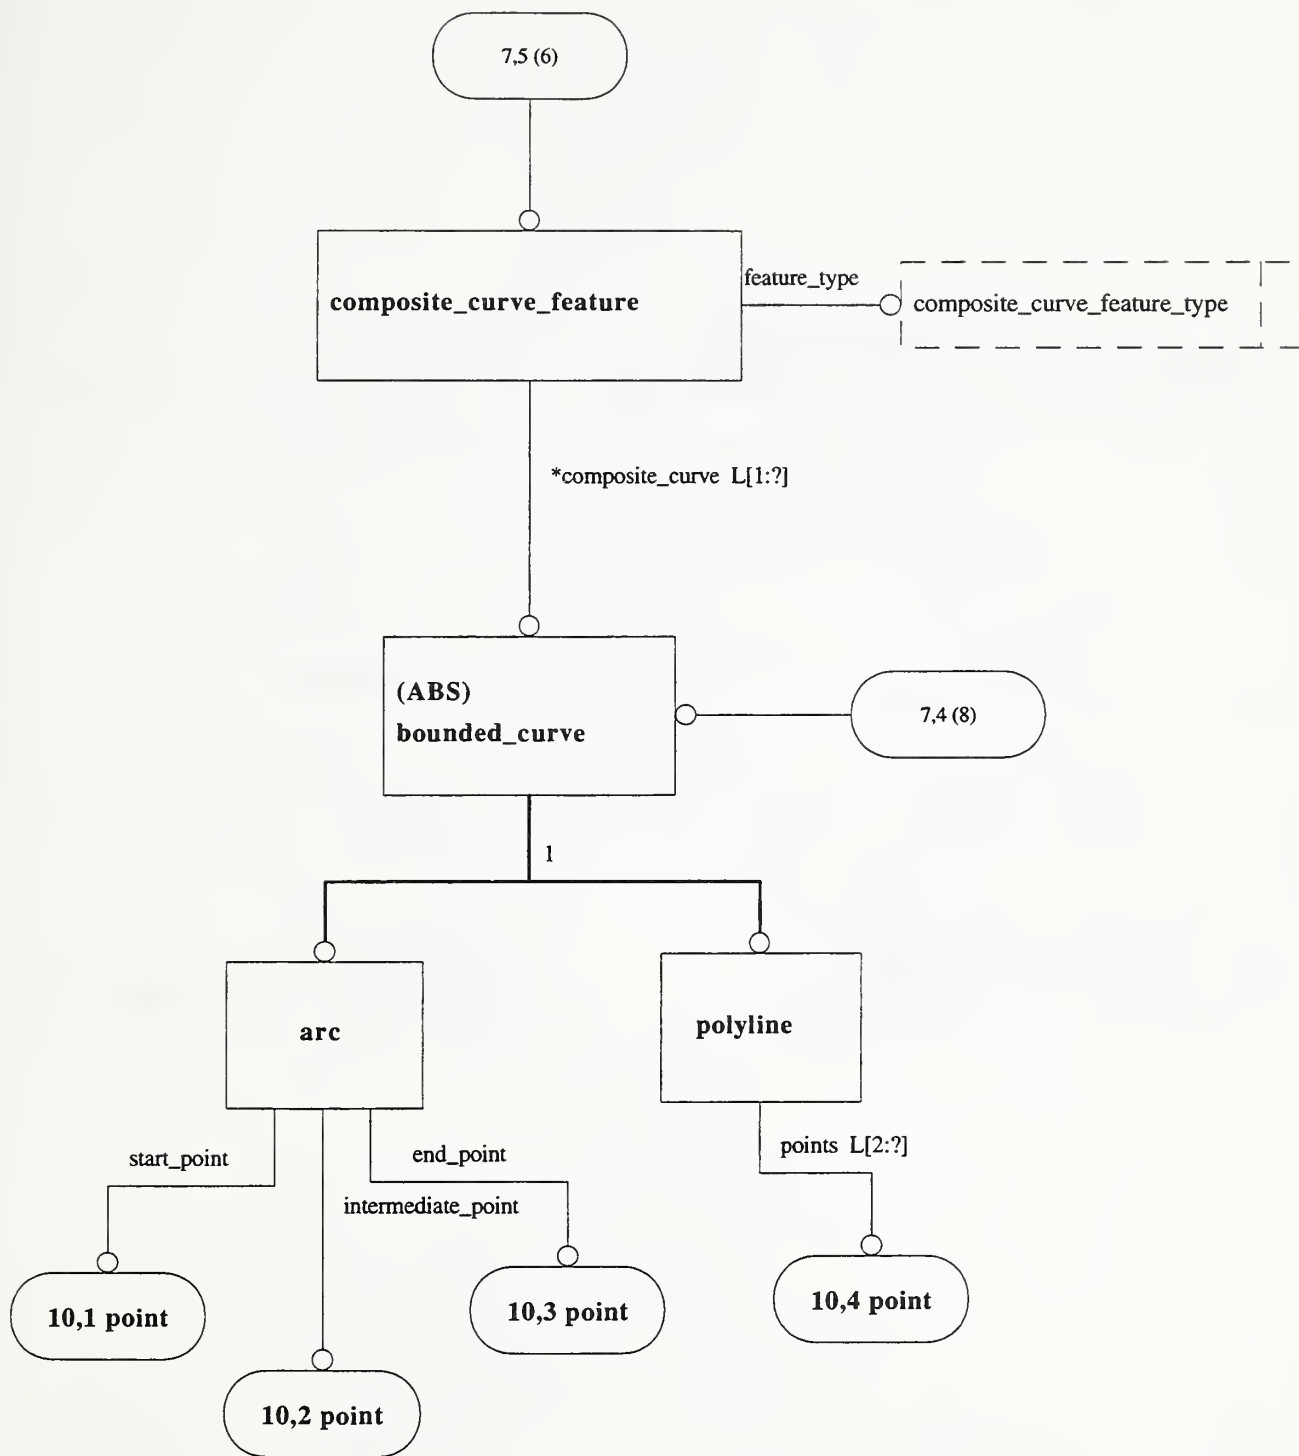 7,5 (6)
composite_curve_feature
feature_type
composite_curve_feature_type
*composite_curve L[1:?]
(ABS)
bounded_curve
7,4 (8)
1
arc
polyline
start_point
end_point
intermediate_point
points L[2:?]
10,1 point
10,2 point
10,3 point
10,4 point